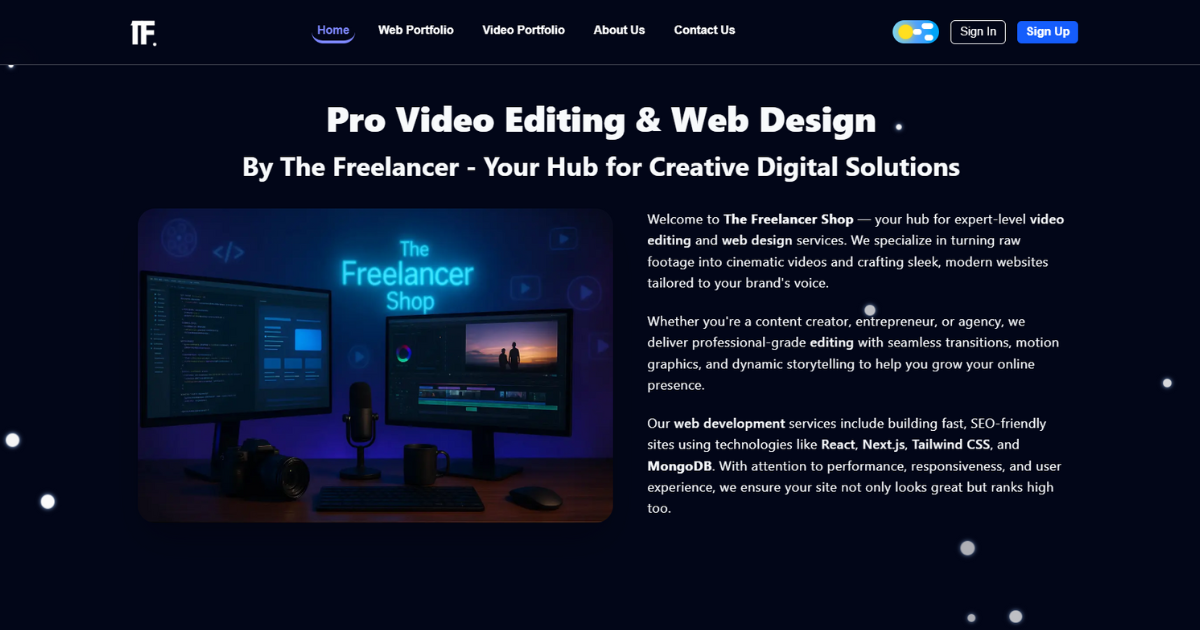 TF.
Home
Web Portfolio
Video Portfolio
About Us
Contact Us
Sign In
Sign Up
Pro Video Editing & Web Design
By The Freelancer - Your Hub for Creative Digital Solutions
The
Freelancer
Shop
</>
Welcome to The Freelancer Shop — your hub for expert-level video
editing and web design services. We specialize in turning raw
footage into cinematic videos and crafting sleek, modern websites
tailored to your brand's voice.
Whether you're a content creator, entrepreneur, or agency, we
deliver professional-grade editing with seamless transitions, motion
graphics, and dynamic storytelling to help you grow your online
presence.
Our web development services include building fast, SEO-friendly
sites using technologies like React, Next.js, Tailwind CSS, and
MongoDB. With attention to performance, responsiveness, and user
experience, we ensure your site not only looks great but ranks high
too.